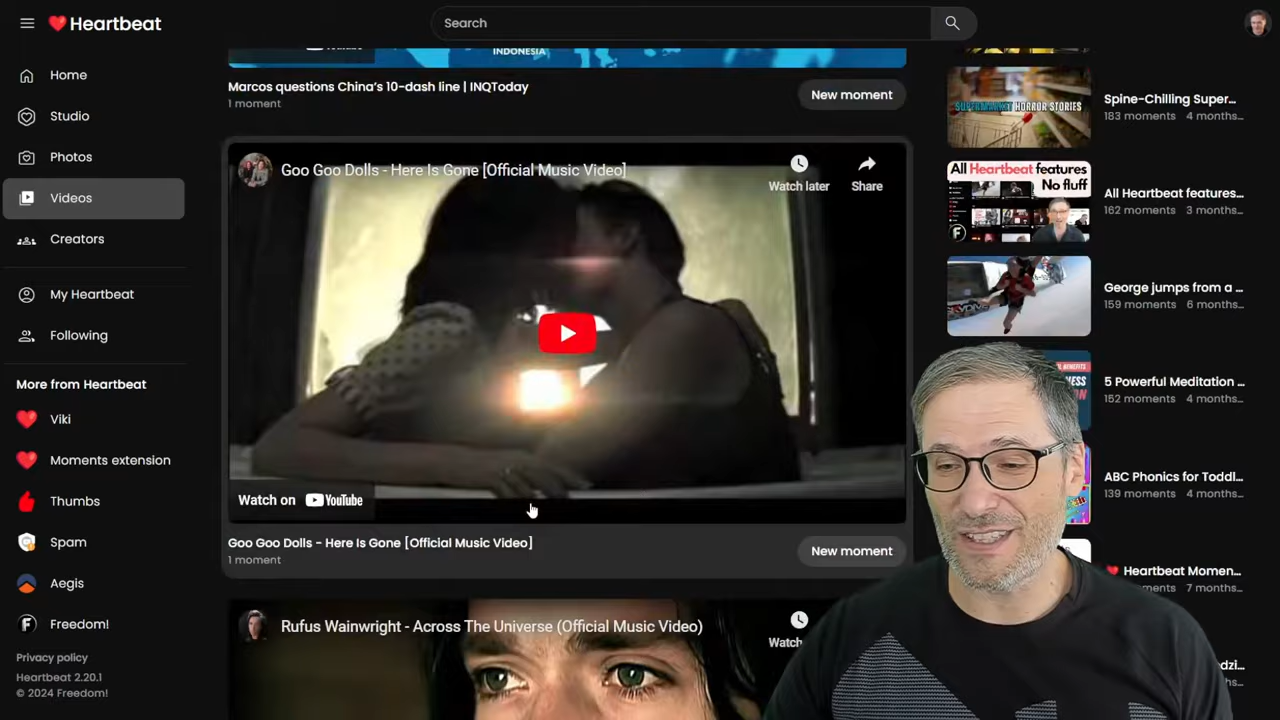 Heartbeat
Search
Home
Studio
Photos
Videos
Creators
My Heartbeat
Following
More from Heartbeat
Viki
Moments extension
Thumbs
Spam
Aegis
Freedom!
Privacy policy
Heartbeat 2.20.1
© 2024 Freedom!
INDONESIA
Marcos questions China's 10-dash line | INQToday
1 moment
New moment
Goo Goo Dolls - Here Is Gone [Official Music Video]
Watch later
Share
Watch on YouTube
Goo Goo Dolls - Here Is Gone [Official Music Video]
1 moment
New moment
Rufus Wainwright - Across The Universe (Official Music Video)
Watch
SUPERMARKET HORROR STORIES
Spine-Chilling Super...
183 moments 4 months...
All Heartbeat features
No fluff
All Heartbeat features...
162 moments 3 months...
George jumps from a ...
159 moments 6 months...
5 Powerful Meditation ...
152 moments 4 months...
ABC Phonics for Toddl...
139 moments 4 months...
Heartbeat Momen...
ments 7 months...